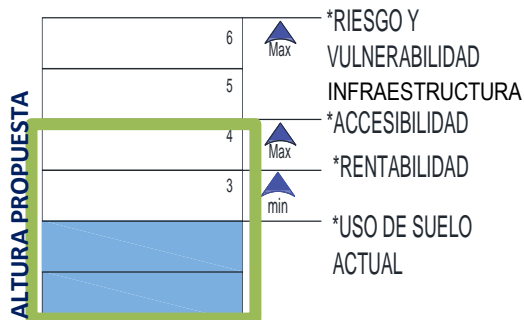 *RIESGO Y
VULNERABILIDAD
INFRAESTRUCTURA
*ACCESIBILIDAD
*RENTABILIDAD
*USO DE SUELO
ACTUAL
6
5
4
3
Max
Max
min
ALTURA PROPUESTA